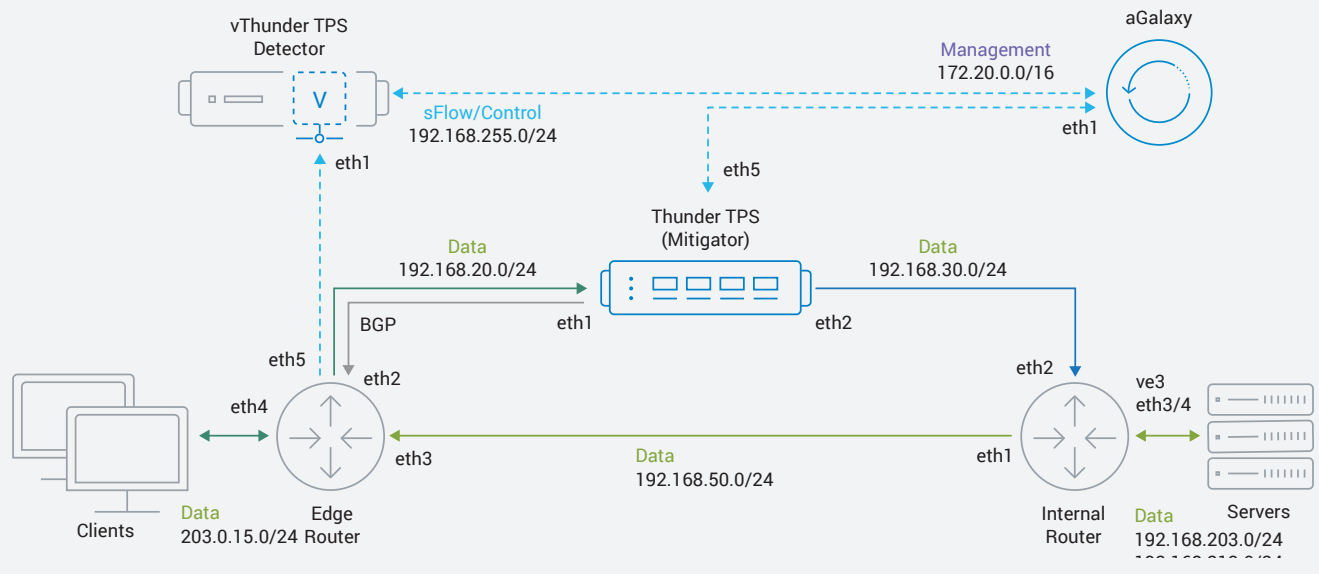 vThunder TPS
Detector
aGalaxy
Management
172.20.0.0/16
V
sFlow/Control
192.168.255.0/24
eth1
eth1
eth5
Thunder TPS
(Mitigator)
Data
192.168.20.0/24
Data
192.168.30.0/24
eth1
eth2
BGP
eth5
eth2
eth2
ve3
eth3/4
eth4
eth3
Data
192.168.50.0/24
eth1
Clients
Data
203.0.15.0/24
Edge
Router
Internal
Router
Data
192.168.203.0/24
Servers